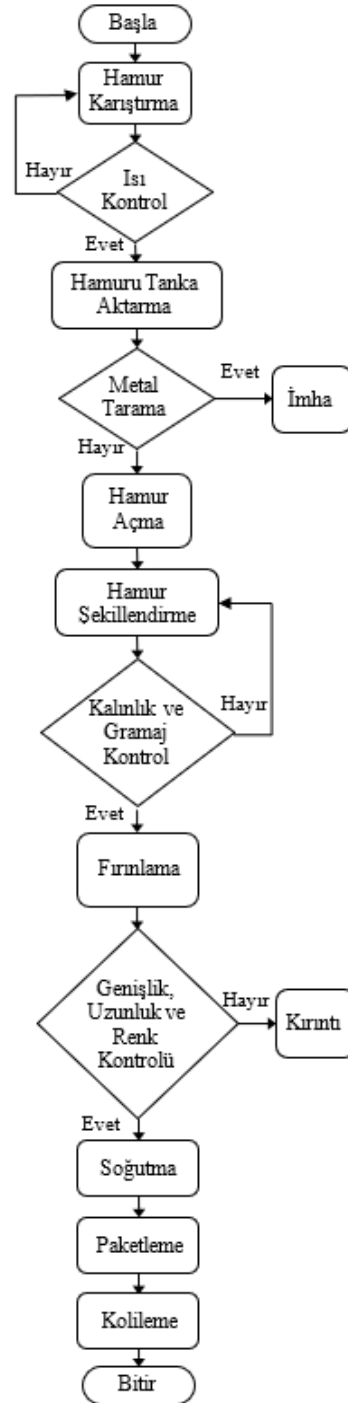 Başla
Hamur
Karıştırma
Hayır
Isı
Kontrol
Evet
Hamuru Tanka
Aktarma
Metal
Tarama
Evet
İmha
Hayır
Hamur
Açma
Hamur
Şekillendirme
Kalınlık ve
Gramaj
Kontrol
Hayır
Evet
Fırınlama
Genişlik,
Uzunluk ve
Renk
Kontrolü
Hayır
Kırıntı
Evet
Soğutma
Paketleme
Kolileme
Bitir